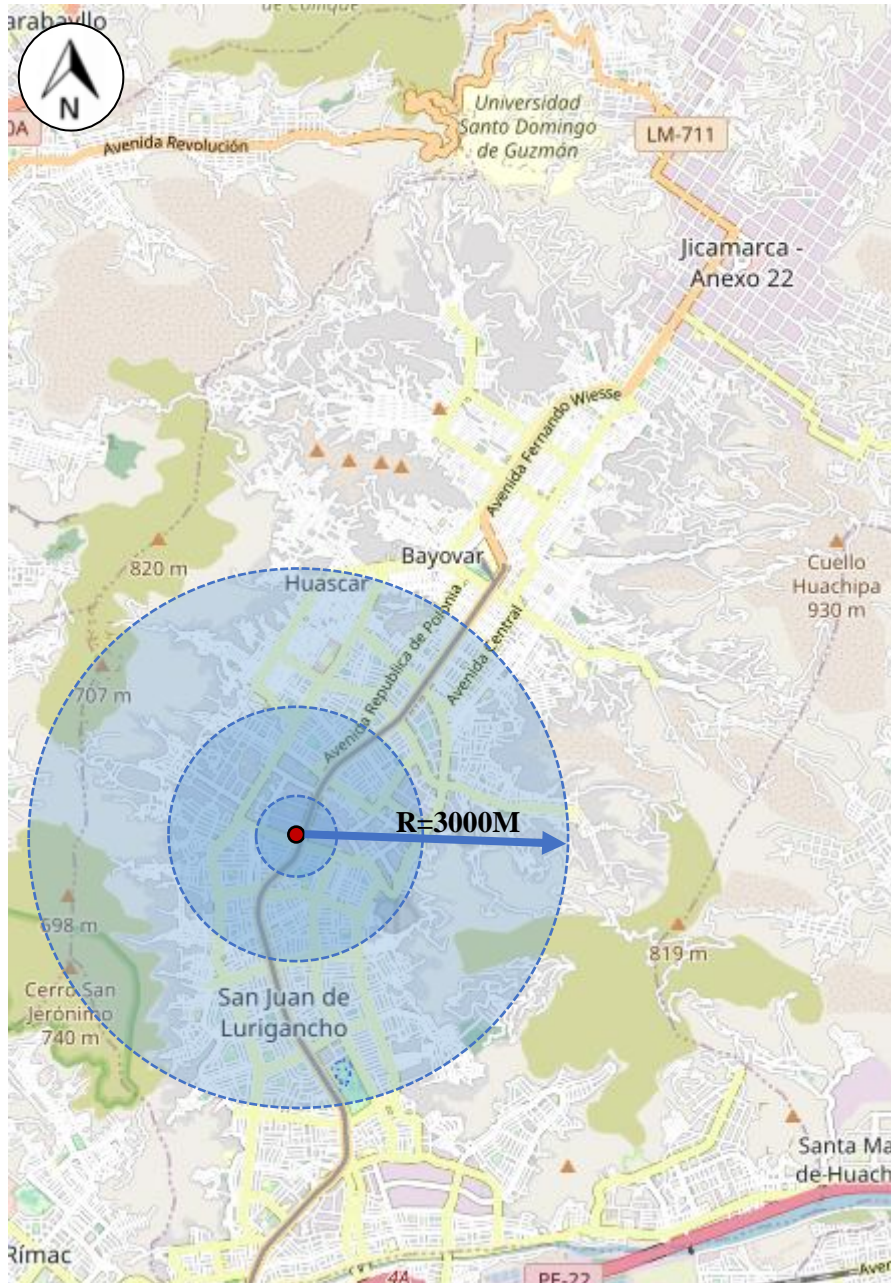 arabayllo
de Collique
N
0A
Avenida Revolución
Universidad
Santo Domingo
de Guzmán
LM-711
Jicamarca -
Anexo 22
Avenida Fernando Wiesse
Bayovar
820 m
Huascar
Cuello
Huachipa
930 m
Avenida Republica de Polonia
Avenida Central
707 m
R=3000M
698 m
819 m
Cerro San
Jerónimo
740 m
San Juan de
Lurigancho
Santa Ma
de-Huach
Rímac
4A
PE-22
Aven